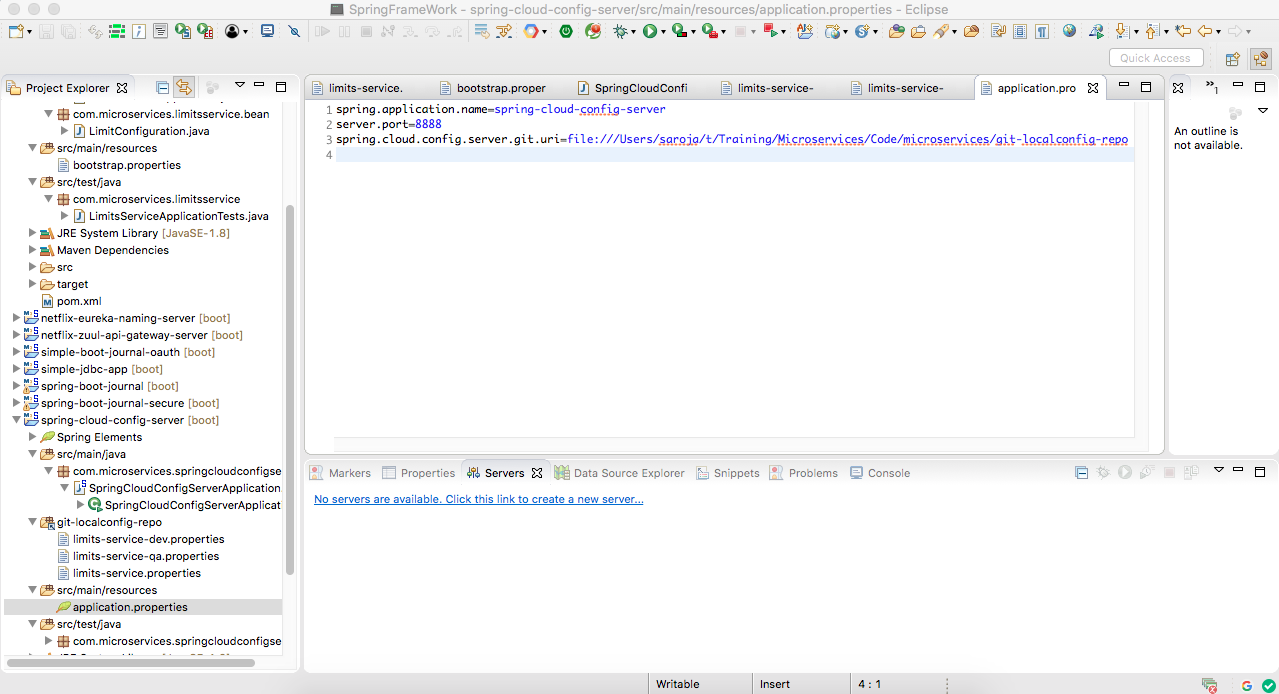 SpringFrameWork - spring-cloud-config-server/src/main/resources/application.properties - Eclipse
Quick Access
Project Explorer
limits-service.
bootstrap.proper
SpringCloudConfi
limits-service-
limits-service-
application.pro
1
com.microservices.limitsservice.bean
LimitConfiguration.java
src/main/resources
bootstrap.properties
src/test/java
com.microservices.limitsservice
LimitsServiceApplicationTests.java
JRE System Library [JavaSE-1.8]
Maven Dependencies
src
target
pom.xml
netflix-eureka-naming-server [boot]
netflix-zuul-api-gateway-server [boot]
simple-boot-journal-oauth [boot]
simple-jdbc-app [boot]
spring-boot-journal [boot]
spring-boot-journal-secure [boot]
spring-cloud-config-server [boot]
Spring Elements
src/main/java
com.microservices.springcloudconfigse
SpringCloudConfigServerApplication
SpringCloudConfigServerApplicat
git-localconfig-repo
limits-service-dev.properties
limits-service-qa.properties
limits-service.properties
src/main/resources
application.properties
src/test/java
com.microservices.springcloudconfigse
1 spring.application.name=spring-cloud-config-server
2 server.port=8888
3 spring.cloud.config.server.git.uri=file:///Users/saroja/t/Training/Microservices/Code/microservices/git-localconfig-repo
4
An outline is
not available.
Markers
Properties
Servers
Data Source Explorer
Snippets
Problems
Console
No servers are available. Click this link to create a new server...
Writable
Insert
4 : 1